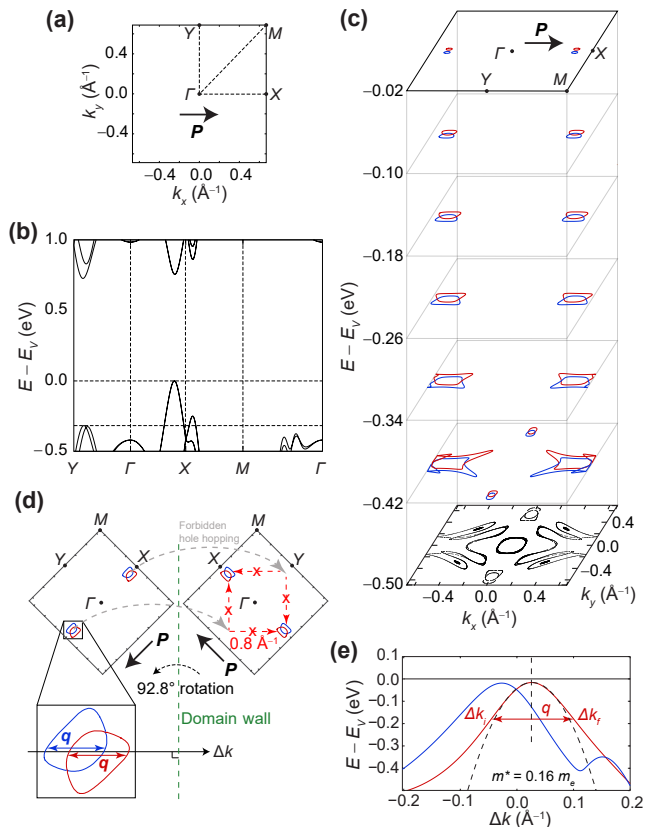 (a)
Y
M
0.4
0.0
−0.4
k_y (Å⁻¹)
Γ
X
P
−0.4
0.0
0.4
k_x (Å⁻¹)
(b)
1.0
0.5
0.0
−0.5
E − E_V (eV)
Y
Γ
X
M
Γ
(c)
P
Γ
X
Y
M
−0.02
−0.10
−0.18
−0.26
−0.34
−0.42
−0.50
E − E_V (eV)
0.4
0.0
−0.4
k_y (Å⁻¹)
−0.4
0.0
0.4
k_x (Å⁻¹)
(d)
M
Y
X
Γ
P
Forbidden
hole hopping
M
X
Y
Γ
x
x
x
x
0.8 Å⁻¹
P
92.8° rotation
Domain wall
q
q
Δk
(e)
0.1
0.0
−0.1
−0.2
−0.3
−0.4
−0.5
E − E_V (eV)
Δk_i
q
Δk_f
m* = 0.16 m_e
−0.2
−0.1
0.0
0.1
0.2
Δk (Å⁻¹)